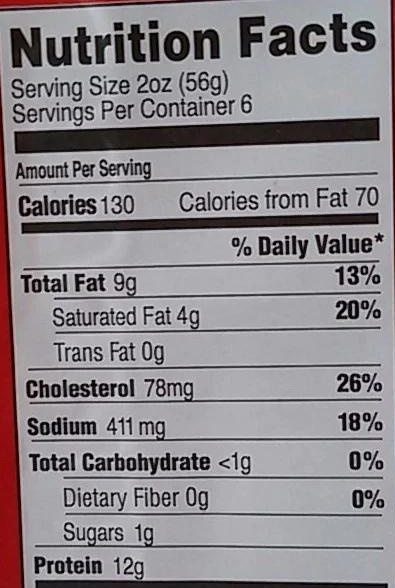 Nutrition Facts
Serving Size 2oz (56g)
Servings Per Container 6
Amount Per Serving
Calories 130 Calories from Fat 70
% Daily Value*
Total Fat 9g 13%
Saturated Fat 4g 20%
Trans Fat 0g
Cholesterol 78mg 26%
Sodium 411 mg 18%
Total Carbohydrate <1g 0%
Dietary Fiber 0g 0%
Sugars 1g
Protein 12g